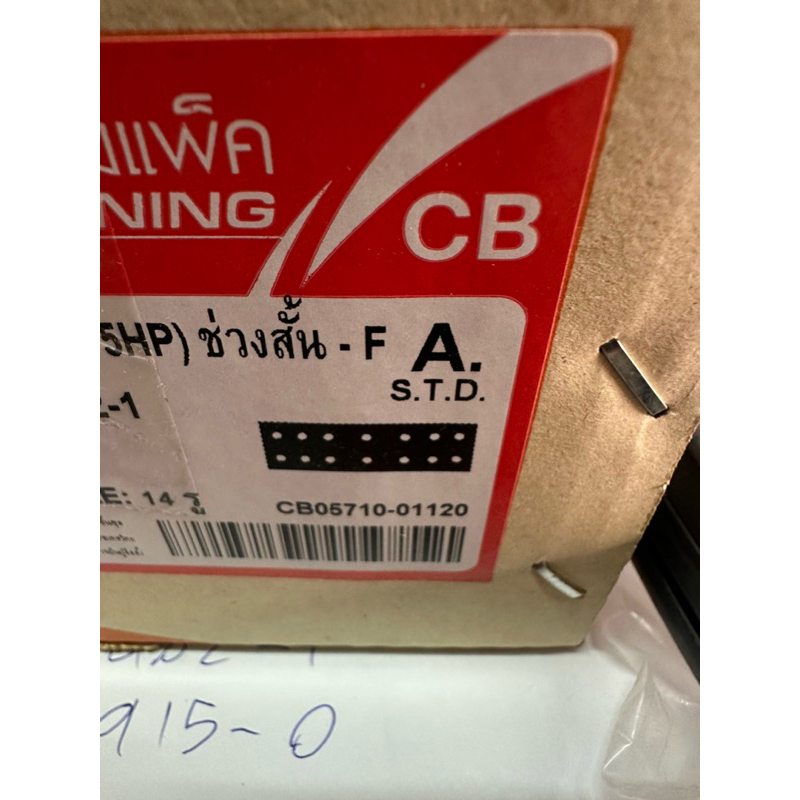 แพ็ค
NING
CB
5HP) ช่วงสั้น - F A.
S.T.D.
-1
E: 14 รู
CB05710-01120
915-0